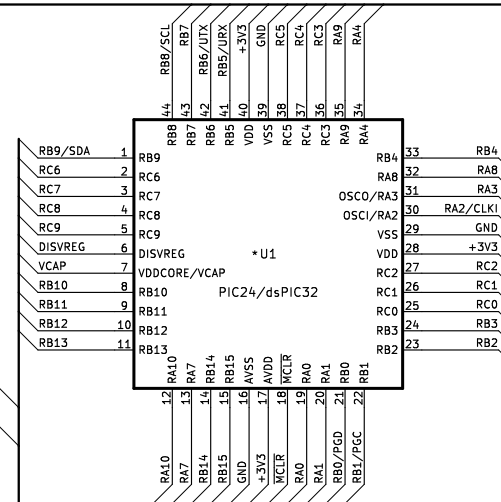 RB8/SCL
RB7
RB6/UTX
RB5/URX
+3V3
GND
RC5
RC4
RC3
RA9
RA4
44
43
42
41
40
39
38
37
36
35
34
RB8
RB7
RB6
RB5
VDD
VSS
RC5
RC4
RC3
RA9
RA4
RB9/SDA 1 RB9
RC6 2 RC6
RC7 3 RC7
RC8 4 RC8
RC9 5 RC9
DISVREG 6 DISVREG
VCAP 7 VDDCORE/VCAP
RB10 8 RB10
RB11 9 RB11
RB12 10 RB12
RB13 11 RB13
*U1
PIC24/dsPIC32
RB4 33 RB4
RA8 32 RA8
OSCO/RA3 31 RA3
OSCI/RA2 30 RA2/CLKI
VSS 29 GND
VDD 28 +3V3
RC2 27 RC2
RC1 26 RC1
RC0 25 RC0
RB3 24 RB3
RB2 23 RB2
RA10
RA7
RB14
RB15
AVSS
AVDD
MCLR
RA0
RA1
RB0
RB1
12
13
14
15
16
17
18
19
20
21
22
RA10
RA7
RB14
RB15
GND
+3V3
MCLR
RA0
RA1
RB0/PGD
RB1/PGC